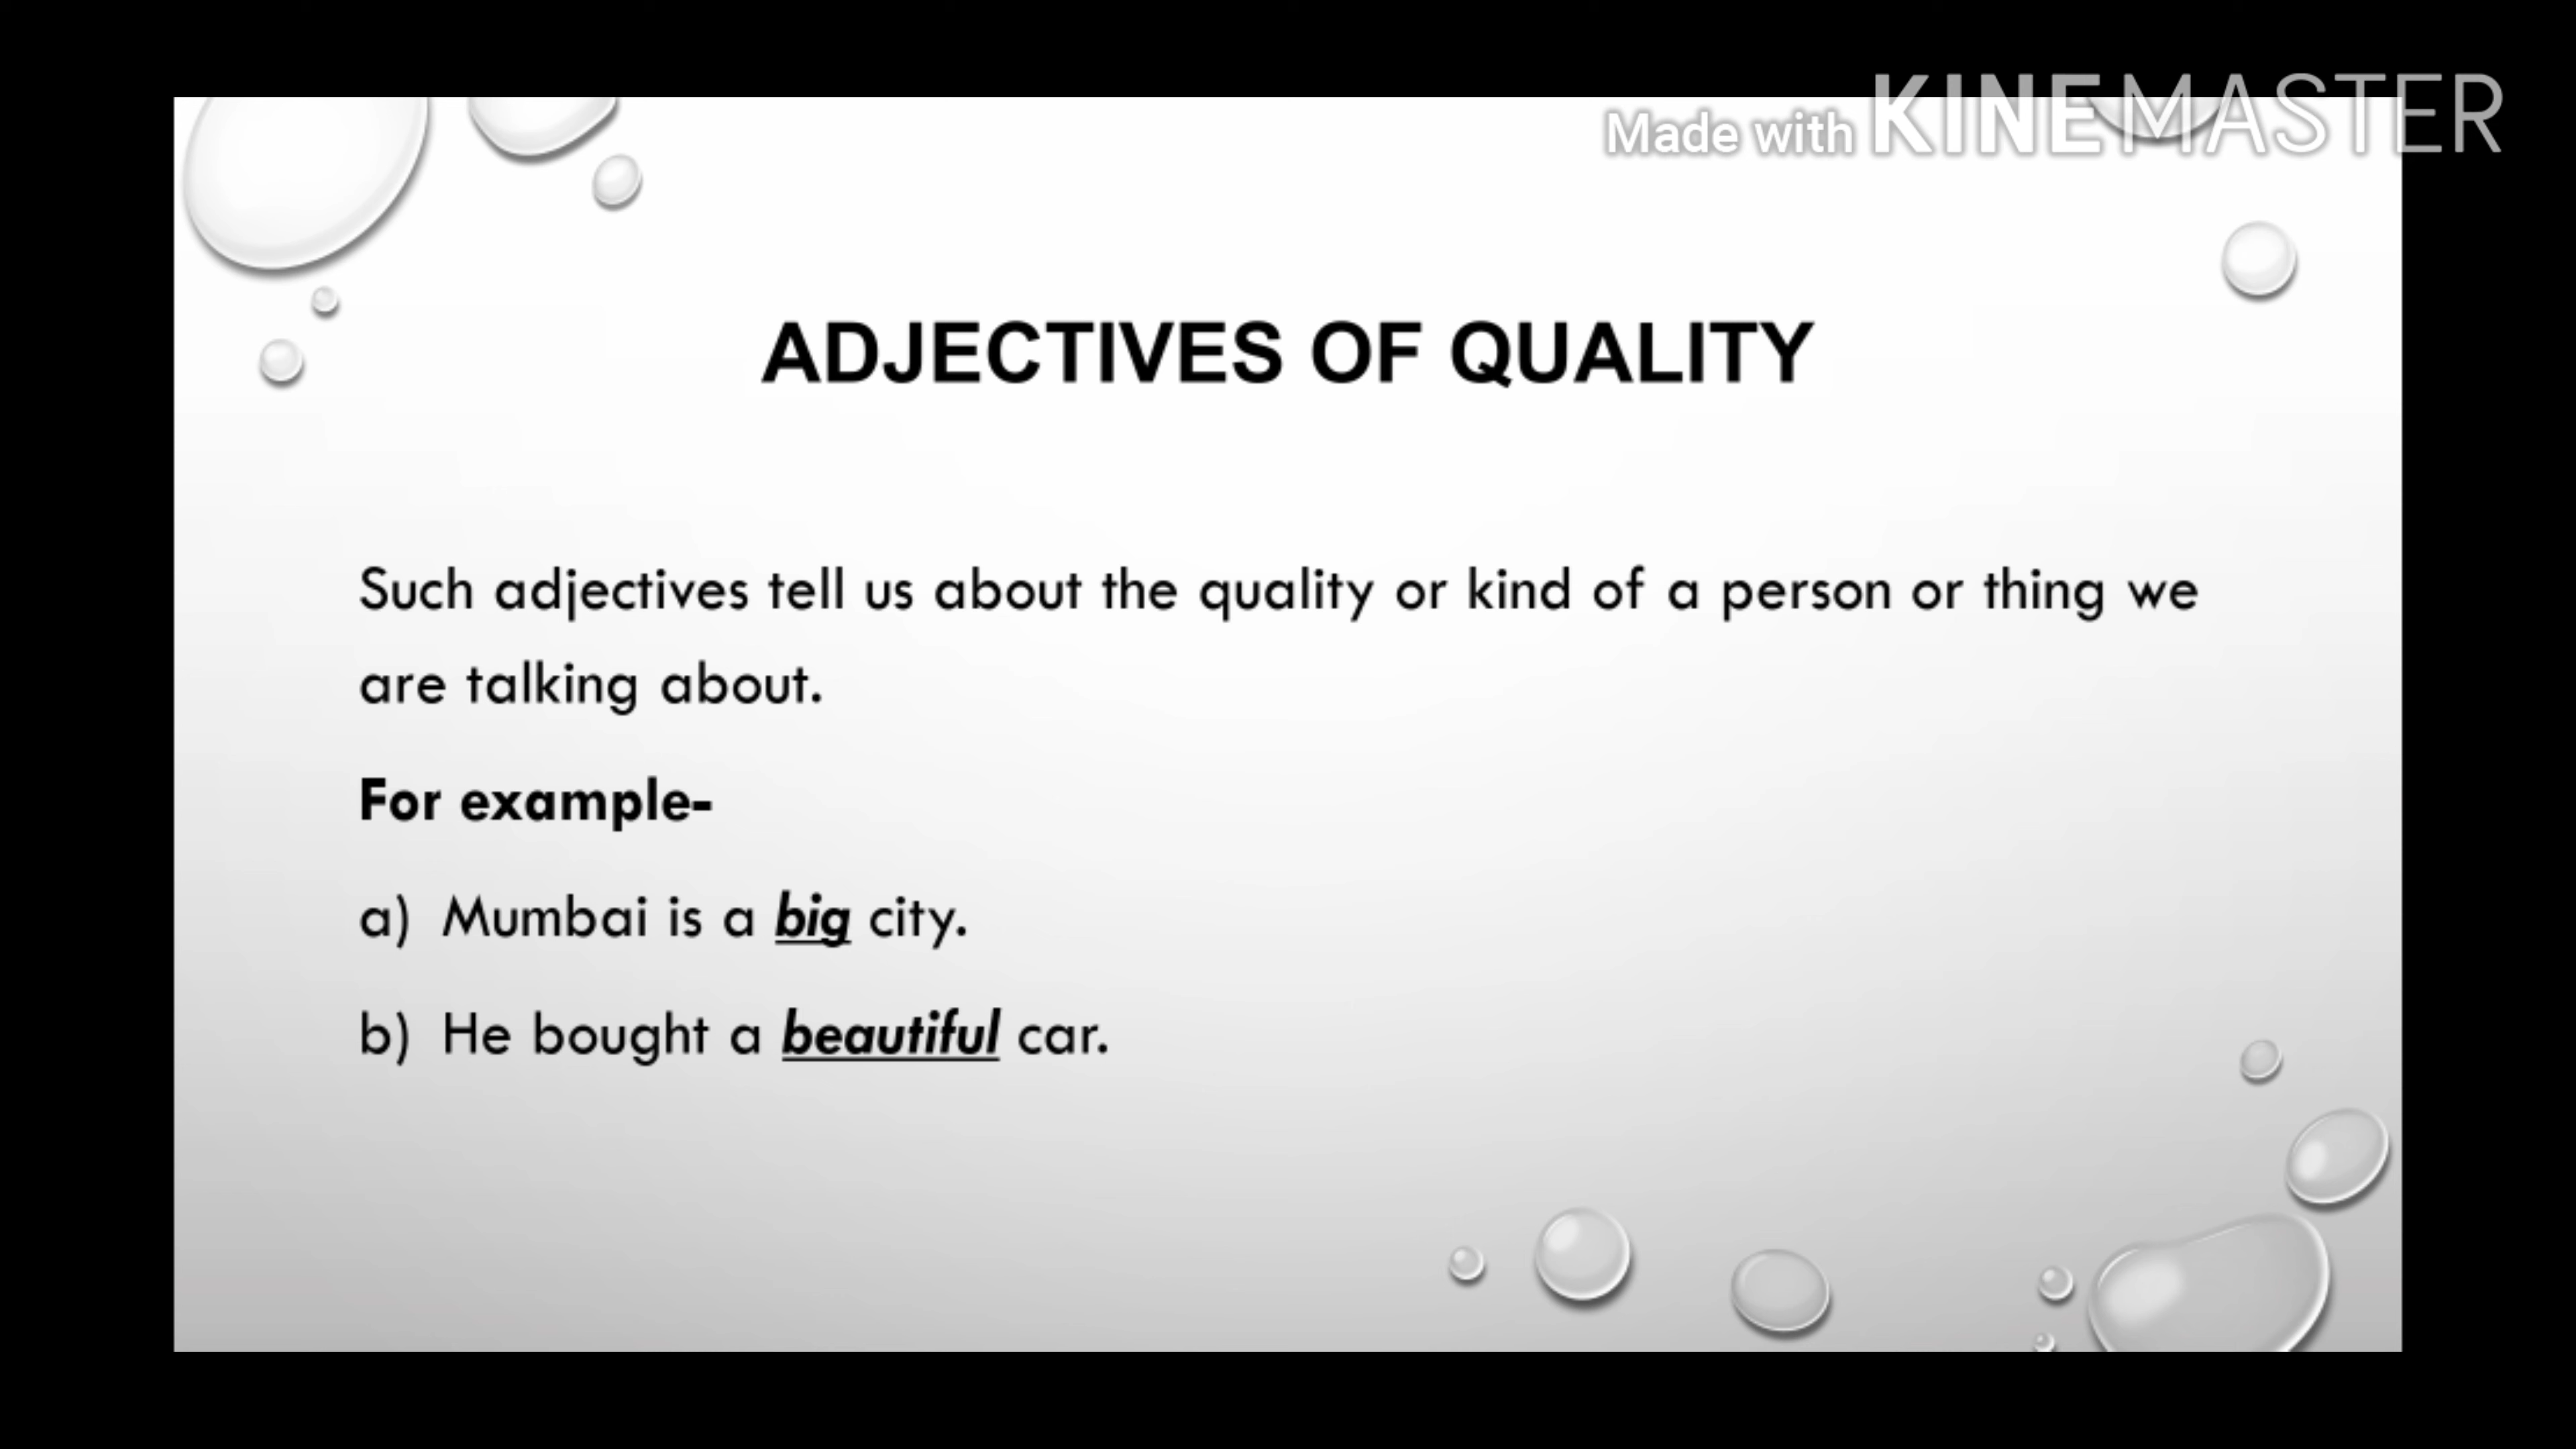 Made with KINEMASTER
ADJECTIVES OF QUALITY
Such adjectives tell us about the quality or kind of a person or thing we
are talking about.
For example-
a) Mumbai is a big city.
b) He bought a beautiful car.